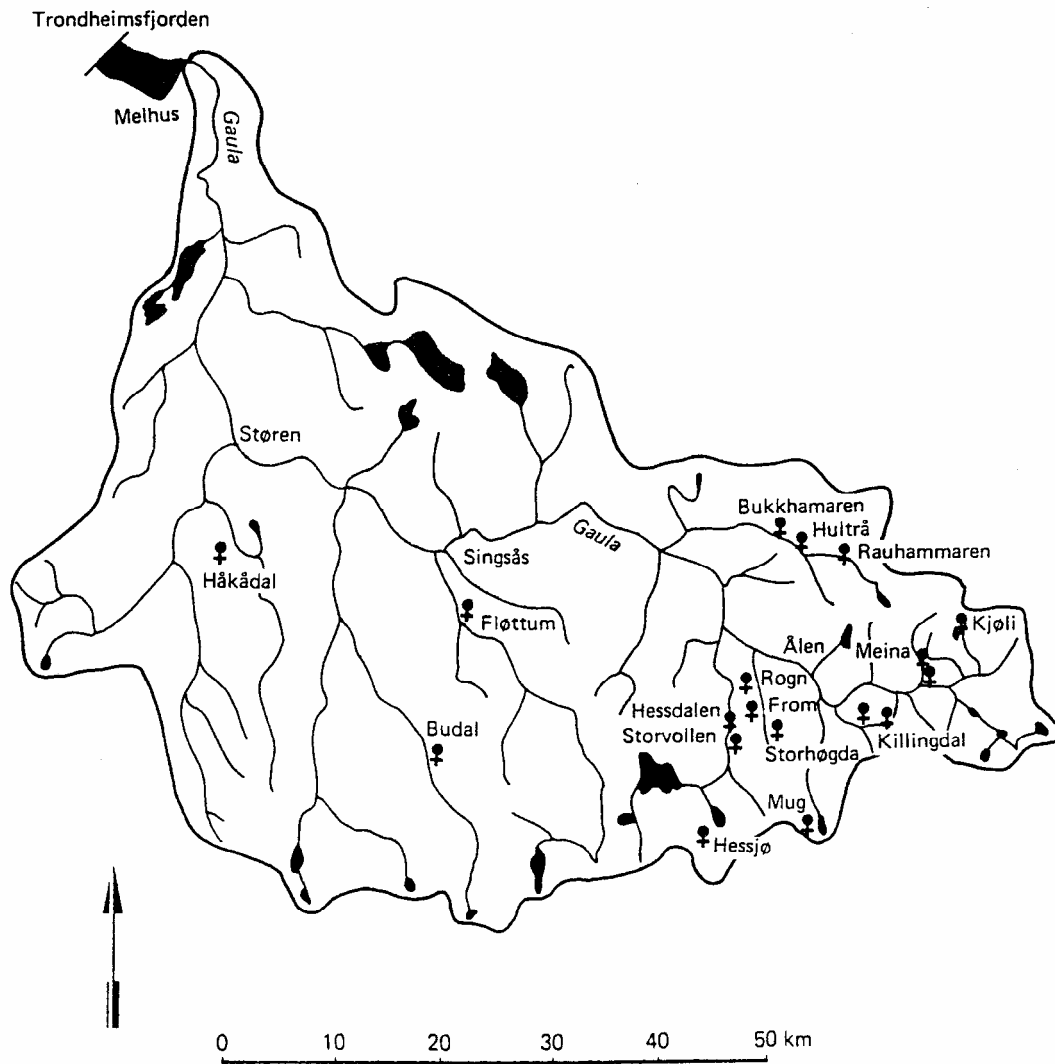 Trondheimsfjorden
Melhus
Gaula
Støren
Bukkhamaren
Hultrå
Gaula
Rauhammaren
Singsås
Håkådal
Fløttum
Kjøli
Ålen
Meina
Rogn
Hessdalen
From
Storvollen
Budal
Killingdal
Storhøgda
Mug
Hessjø
0 10 20 30 40 50 km